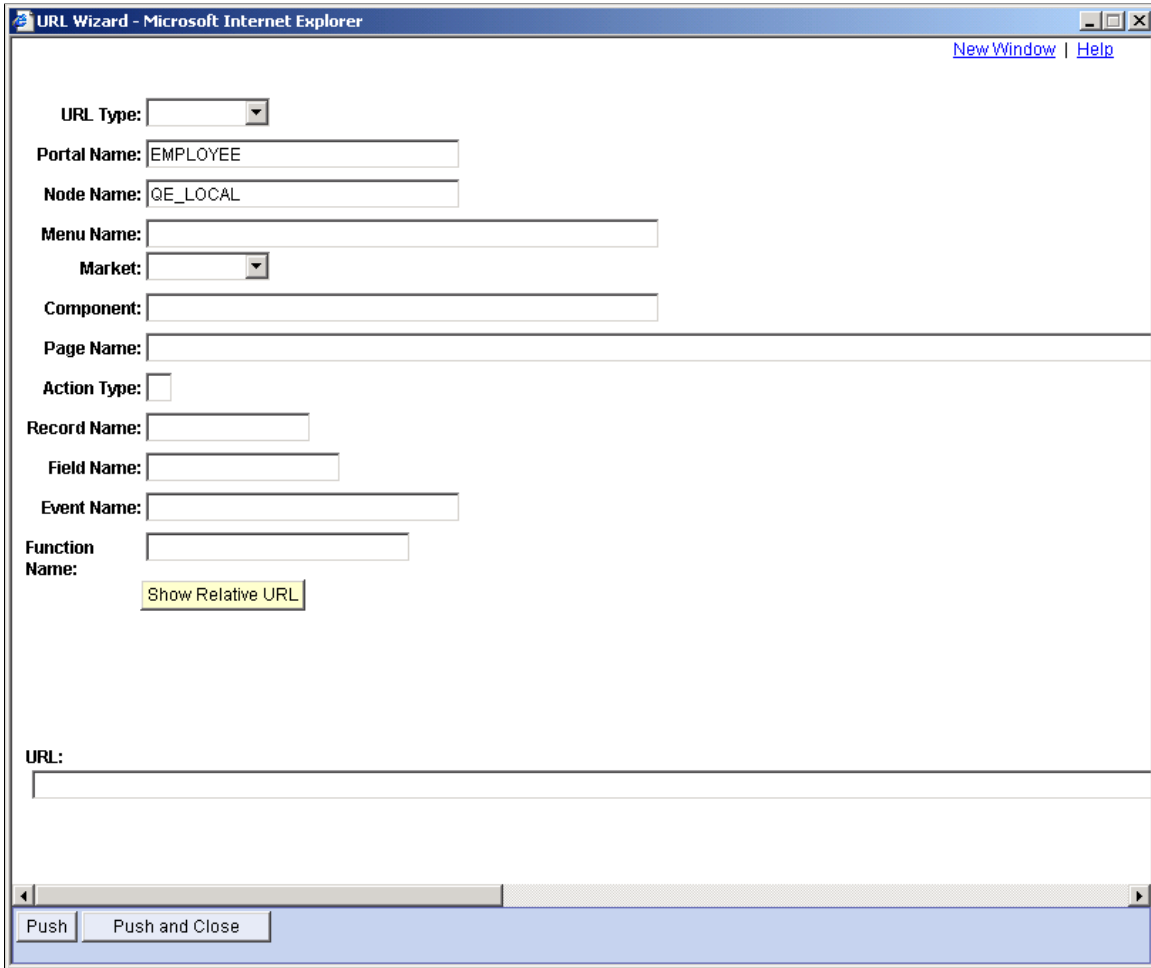 URL Wizard - Microsoft Internet Explorer
New Window | Help
URL Type:
Portal Name: EMPLOYEE
Node Name: QE_LOCAL
Menu Name:
Market:
Component:
Page Name:
Action Type:
Record Name:
Field Name:
Event Name:
Function
Name:
Show Relative URL
URL:
Push Push and Close